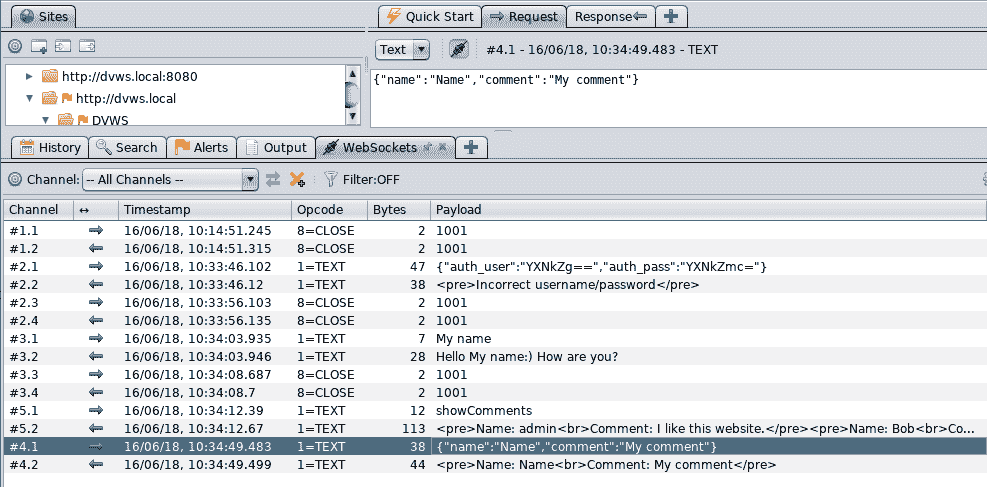 Sites
Quick Start Request Response
Text #4.1 - 16/06/18, 10:34:49.483 - TEXT
http://dvws.local:8080
http://dvws.local
DVWS
{"name":"Name","comment":"My comment"}
History Search Alerts Output WebSockets
Channel: -- All Channels -- Filter:OFF
Channel ↔ Timestamp Opcode Bytes Payload
#1.1 → 16/06/18, 10:14:51.245 8=CLOSE 2 1001
#1.2 ← 16/06/18, 10:14:51.315 8=CLOSE 2 1001
#2.1 → 16/06/18, 10:33:46.102 1=TEXT 47 {"auth_user":"YXNkZg==","auth_pass":"YXNkZmc="}
#2.2 ← 16/06/18, 10:33:46.12 1=TEXT 38 <pre>Incorrect username/password</pre>
#2.3 → 16/06/18, 10:33:56.103 8=CLOSE 2 1001
#2.4 ← 16/06/18, 10:33:56.135 8=CLOSE 2 1001
#3.1 → 16/06/18, 10:34:03.935 1=TEXT 7 My name
#3.2 ← 16/06/18, 10:34:03.946 1=TEXT 28 Hello My name:) How are you?
#3.3 → 16/06/18, 10:34:08.687 8=CLOSE 2 1001
#3.4 ← 16/06/18, 10:34:08.7 8=CLOSE 2 1001
#5.1 → 16/06/18, 10:34:12.39 1=TEXT 12 showComments
#5.2 ← 16/06/18, 10:34:12.67 1=TEXT 113 <pre>Name: admin<br>Comment: I like this website.</pre><pre>Name: Bob<br>Co...
#4.1 → 16/06/18, 10:34:49.483 1=TEXT 38 {"name":"Name","comment":"My comment"}
#4.2 ← 16/06/18, 10:34:49.499 1=TEXT 44 <pre>Name: Name<br>Comment: My comment</pre>